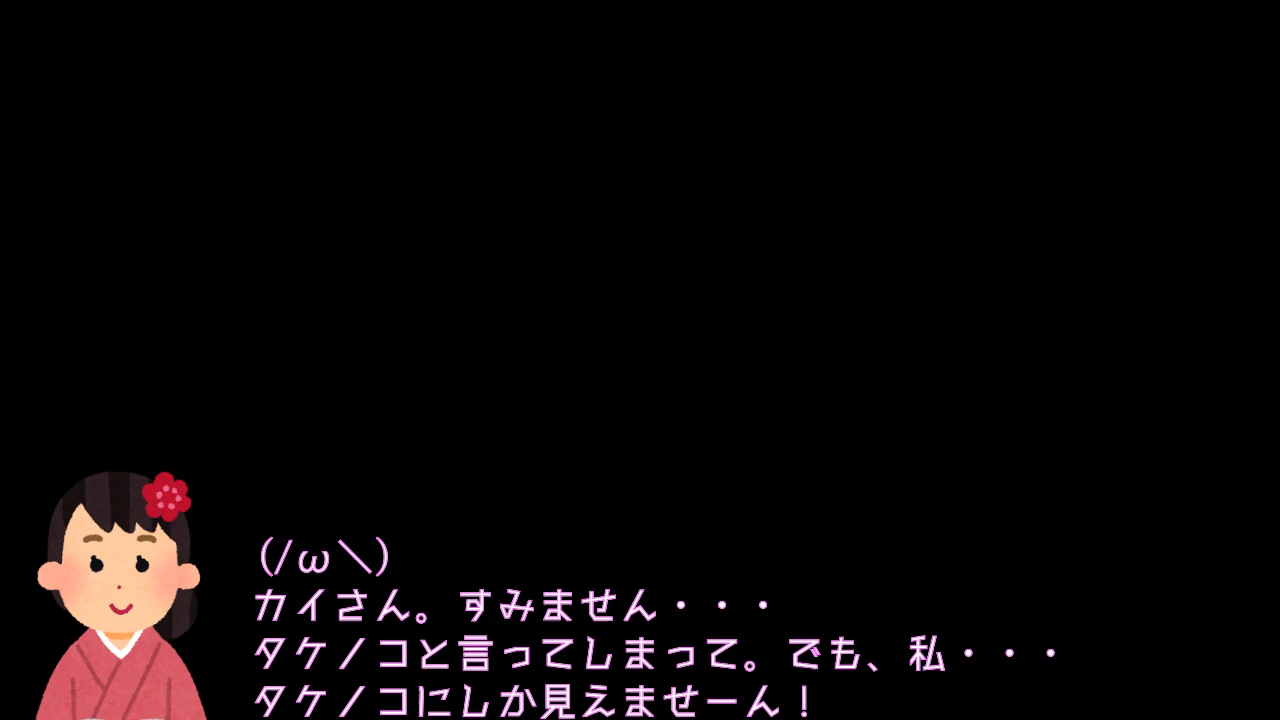 (/ω＼)
カイさん。すみません・・・
タケノコと言ってしまって。でも、私・・・
タケノコにしか見えませーん！